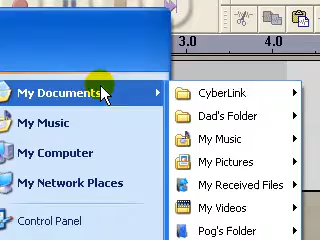 3.0 4.0
My Documents
My Music
My Computer
My Network Places
Control Panel
CyberLink
Dad's Folder
My Music
My Pictures
My Received Files
My Videos
Pog's Folder